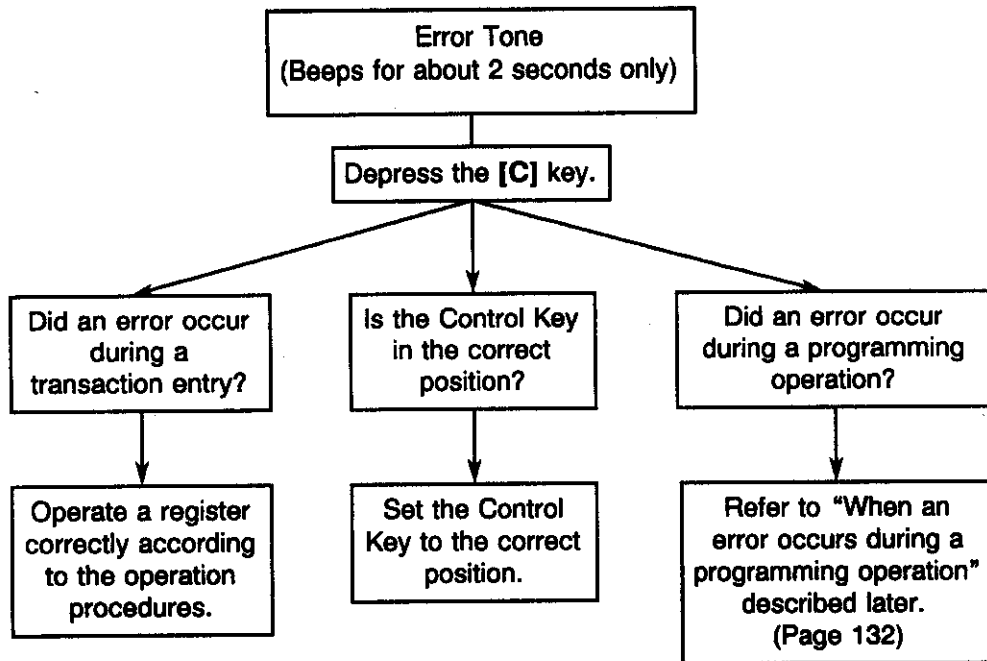 Error Tone
(Beeps for about 2 seconds only)
Depress the [C] key.
Did an error occur
during a
transaction entry?
Is the Control Key
in the correct
position?
Did an error occur
during a programming
operation?
Operate a register
correctly according
to the operation
procedures.
Set the Control
Key to the correct
position.
Refer to “When an
error occurs during a
programming operation”
described later.
(Page 132)